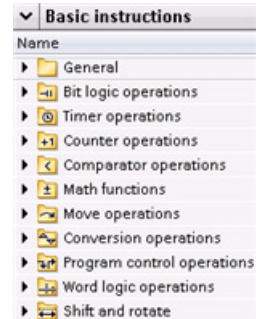 Basic instructions
Name
General
Bit logic operations
Timer operations
Counter operations
Comparator operations
Math functions
Move operations
Conversion operations
Program control operations
Word logic operations
Shift and rotate